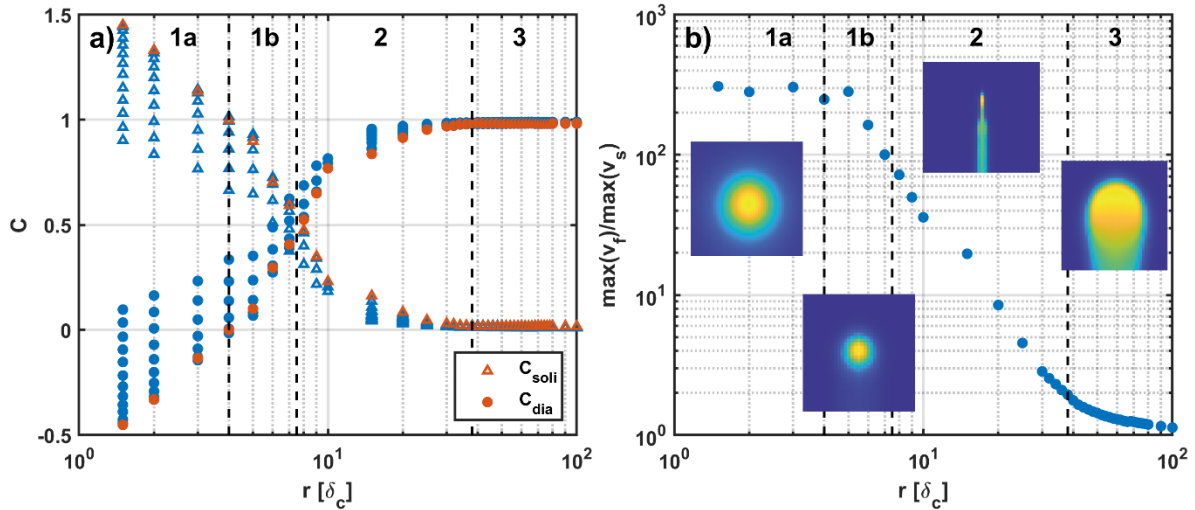 a)
1a
1b
2
3
1.5
1
0.5
0
-0.5
C
C_soli
C_dia
10^0
10^1
10^2
r [δ_c]
b)
1a
1b
2
3
10^3
10^2
10^1
10^0
max(v_f)/max(v_s)
10^0
10^1
10^2
r [δ_c]